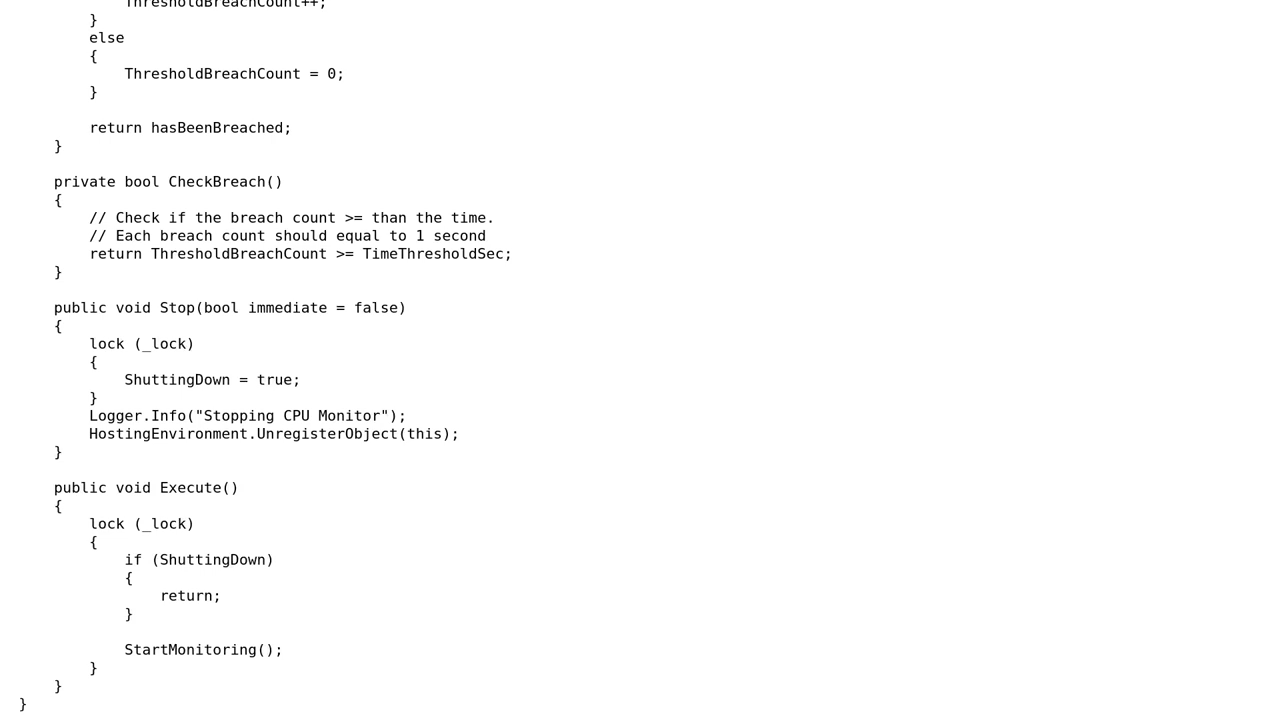 ThresholdBreachCount++;
        }
        else
        {
            ThresholdBreachCount = 0;
        }

        return hasBeenBreached;
    }

    private bool CheckBreach()
    {
        // Check if the breach count >= than the time.
        // Each breach count should equal to 1 second
        return ThresholdBreachCount >= TimeThresholdSec;
    }

    public void Stop(bool immediate = false)
    {
        lock (_lock)
        {
            ShuttingDown = true;
        }
        Logger.Info("Stopping CPU Monitor");
        HostingEnvironment.UnregisterObject(this);
    }

    public void Execute()
    {
        lock (_lock)
        {
            if (ShuttingDown)
            {
                return;
            }

            StartMonitoring();
        }
    }
}